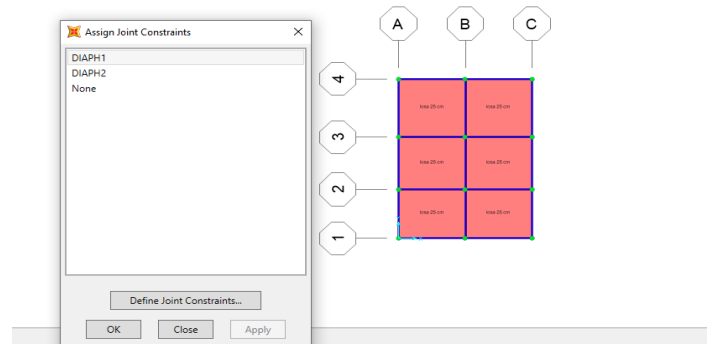 Assign Joint Constraints
DIAPH1
DIAPH2
None
Define Joint Constraints...
OK Close Apply
A B C
4
losa 25 cm losa 25 cm
3
losa 25 cm losa 25 cm
2
losa 25 cm losa 25 cm
1